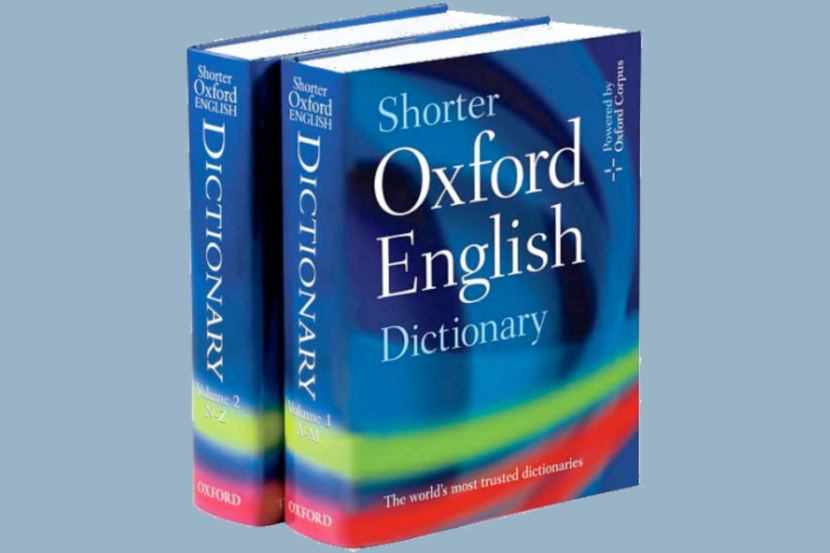 Shorter
Oxford
ENGLISH
DICTIONARY
Volume 2
N-Z
OXFORD
Shorter
Oxford
ENGLISH
DICTIONARY
Volume 1
A-M
OXFORD
Shorter
Oxford
English
Dictionary
Powered by
Oxford Corpus
The world's most trusted dictionaries